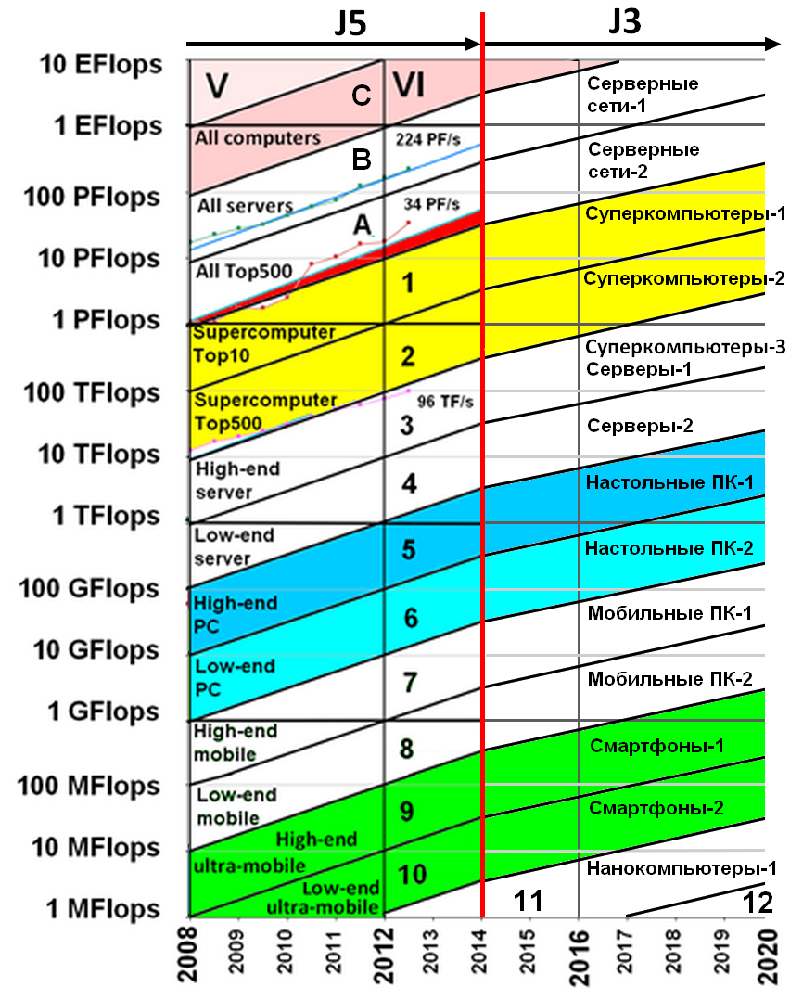 J5
J3
10 EFlops
1 EFlops
100 PFlops
10 PFlops
1 PFlops
100 TFlops
10 TFlops
1 TFlops
100 GFlops
10 GFlops
1 GFlops
100 MFlops
10 MFlops
1 MFlops
V
VI
C
All computers
224 PF/s
B
All servers
34 PF/s
A
All Top500
1
Supercomputer
Top10
2
Supercomputer
Top500
96 TF/s
3
High-end
server
4
Low-end
server
5
High-end
PC
6
Low-end
PC
7
High-end
mobile
8
Low-end
mobile
9
High-end
ultra-mobile
10
Low-end
ultra-mobile
Серверные
сети-1
Серверные
сети-2
Суперкомпьютеры-1
Суперкомпьютеры-2
Суперкомпьютеры-3
Серверы-1
Серверы-2
Настольные ПК-1
Настольные ПК-2
Мобильные ПК-1
Мобильные ПК-2
Смартфоны-1
Смартфоны-2
Нанокомпьютеры-1
11
12
2008
2009
2010
2011
2012
2013
2014
2015
2016
2017
2018
2019
2020